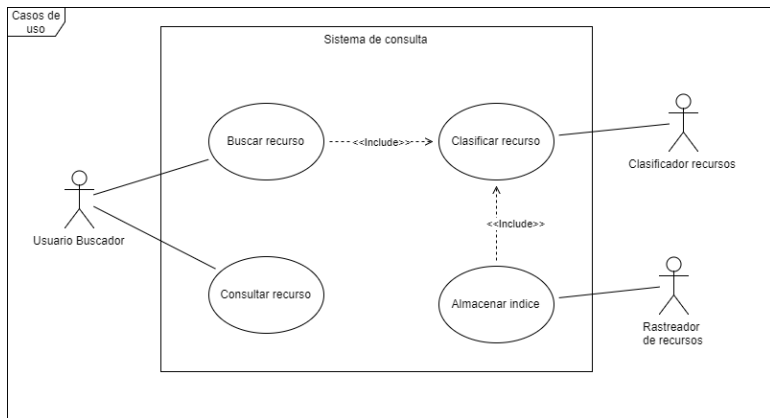 Casos de
uso
Sistema de consulta
Buscar recurso
<<Include>>
Clasificar recurso
Clasificador recursos
Usuario Buscador
<<Include>>
Consultar recurso
Almacenar indice
Rastreador
de recursos